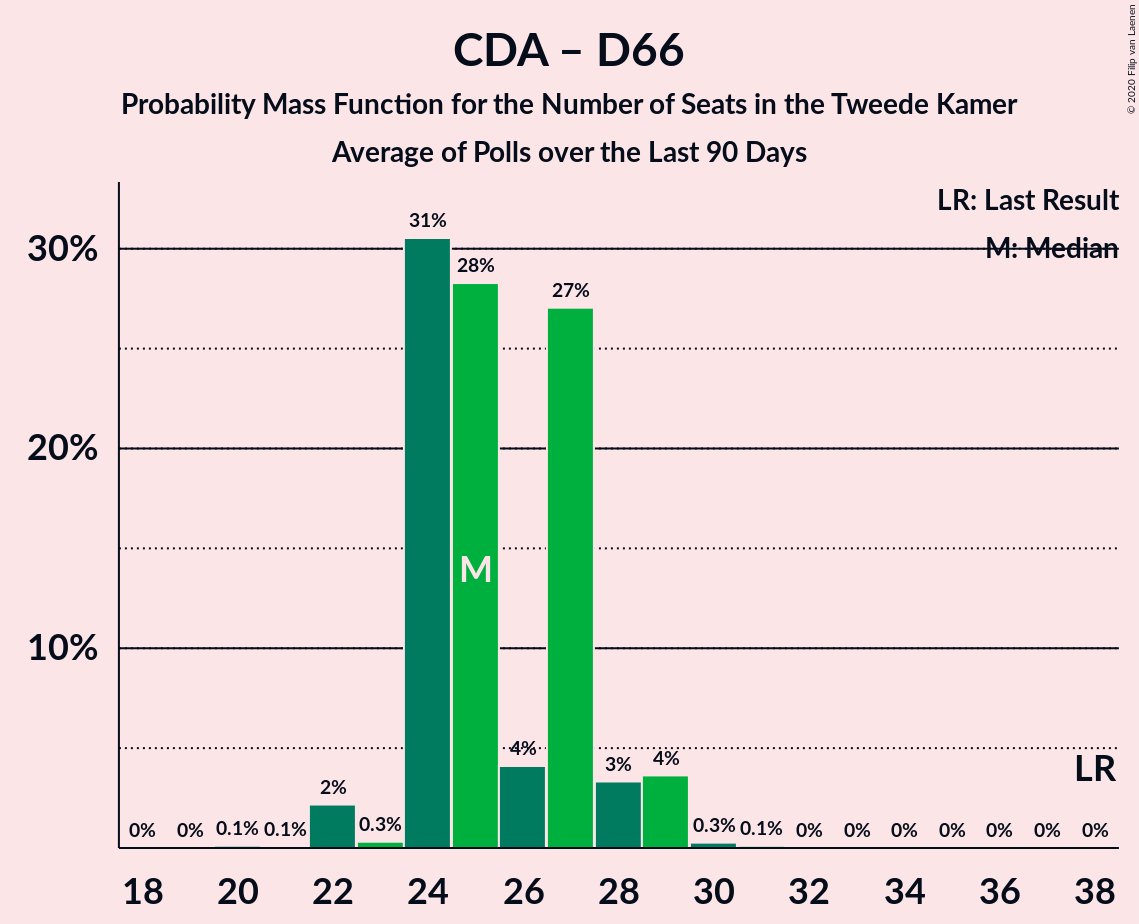 CDA – D66
Probability Mass Function for the Number of Seats in the Tweede Kamer
Average of Polls over the Last 90 Days
© 2020 Filip van Laenen
LR: Last Result
M: Median
30%
20%
10%
0% 0% 0.1% 0.1% 2% 0.3% 31% 28% 4% 27% 3% 4% 0.3% 0.1% 0% 0% 0% 0% 0% 0% 0%
M
LR
18 20 22 24 26 28 30 32 34 36 38